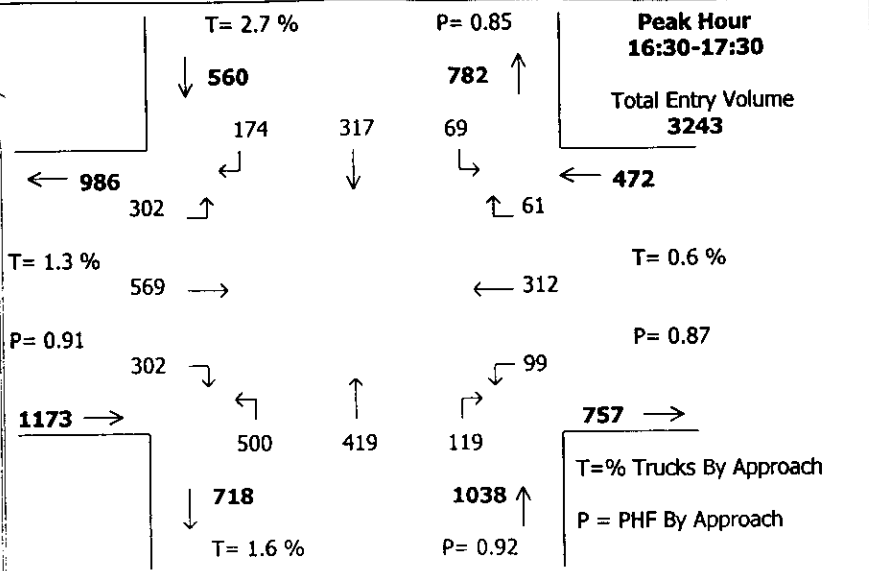 T= 2.7 %
P= 0.85
Peak Hour
16:30-17:30
560
782
Total Entry Volume
3243
174
317
69
986
472
302
61
T= 1.3 %
T= 0.6 %
569
312
P= 0.91
P= 0.87
302
99
1173
757
500
419
119
T=% Trucks By Approach
718
1038
P = PHF By Approach
T= 1.6 %
P= 0.92